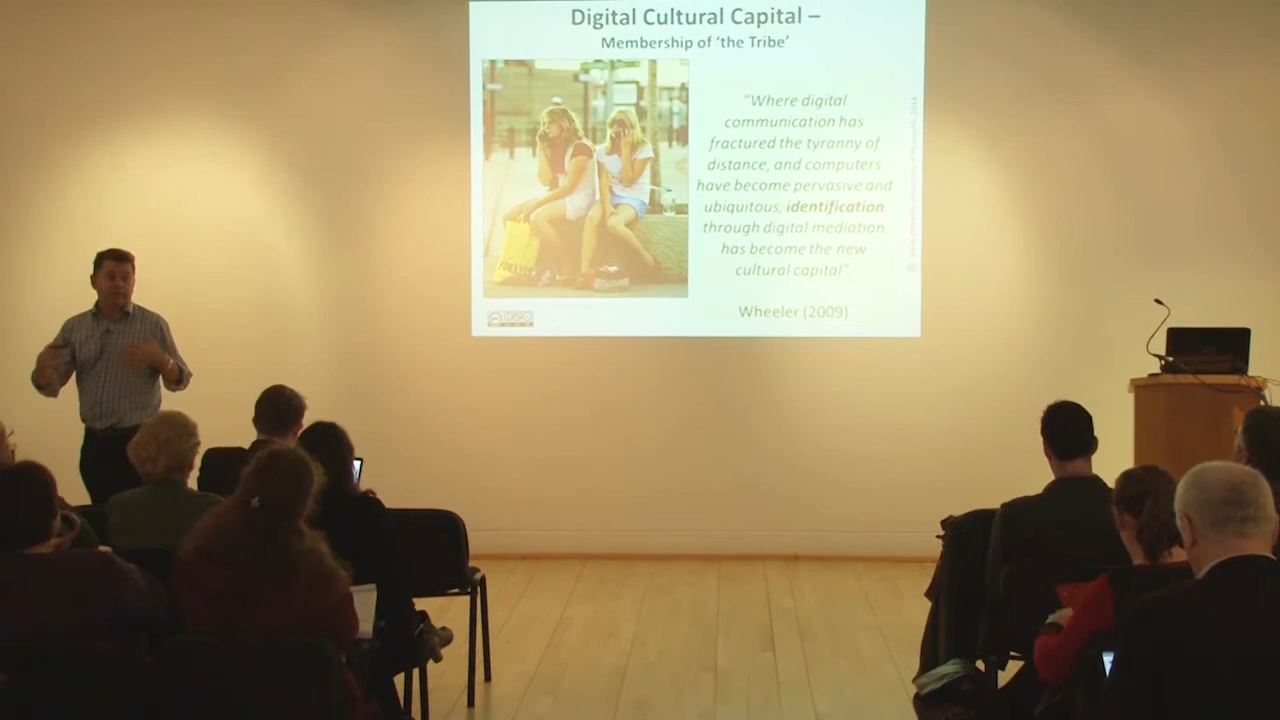 Digital Cultural Capital –
Membership of ‘the Tribe’
“Where digital
communication has
fractured the tyranny of
distance, and computers
have become pervasive and
ubiquitous, identification
through digital mediation
has become the new
cultural capital”.
Wheeler (2009)